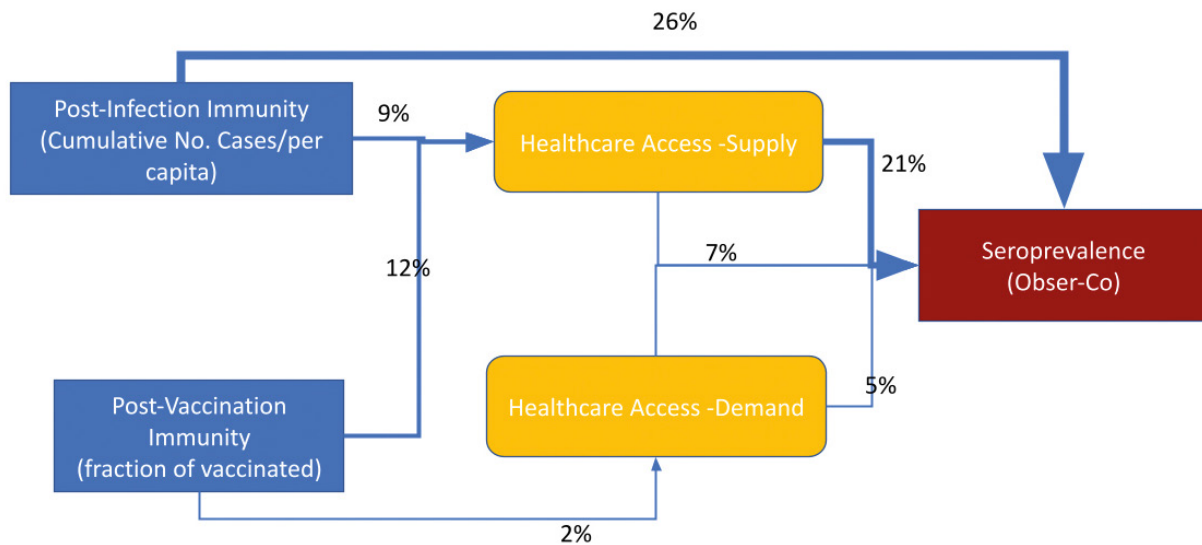 26%
Post-Infection Immunity
(Cumulative No. Cases/per
capita)
9%
Healthcare Access -Supply
21%
12%
7%
Seroprevalence
(Obser-Co)
Post-Vaccination
Immunity
(fraction of vaccinated)
Healthcare Access -Demand
5%
2%